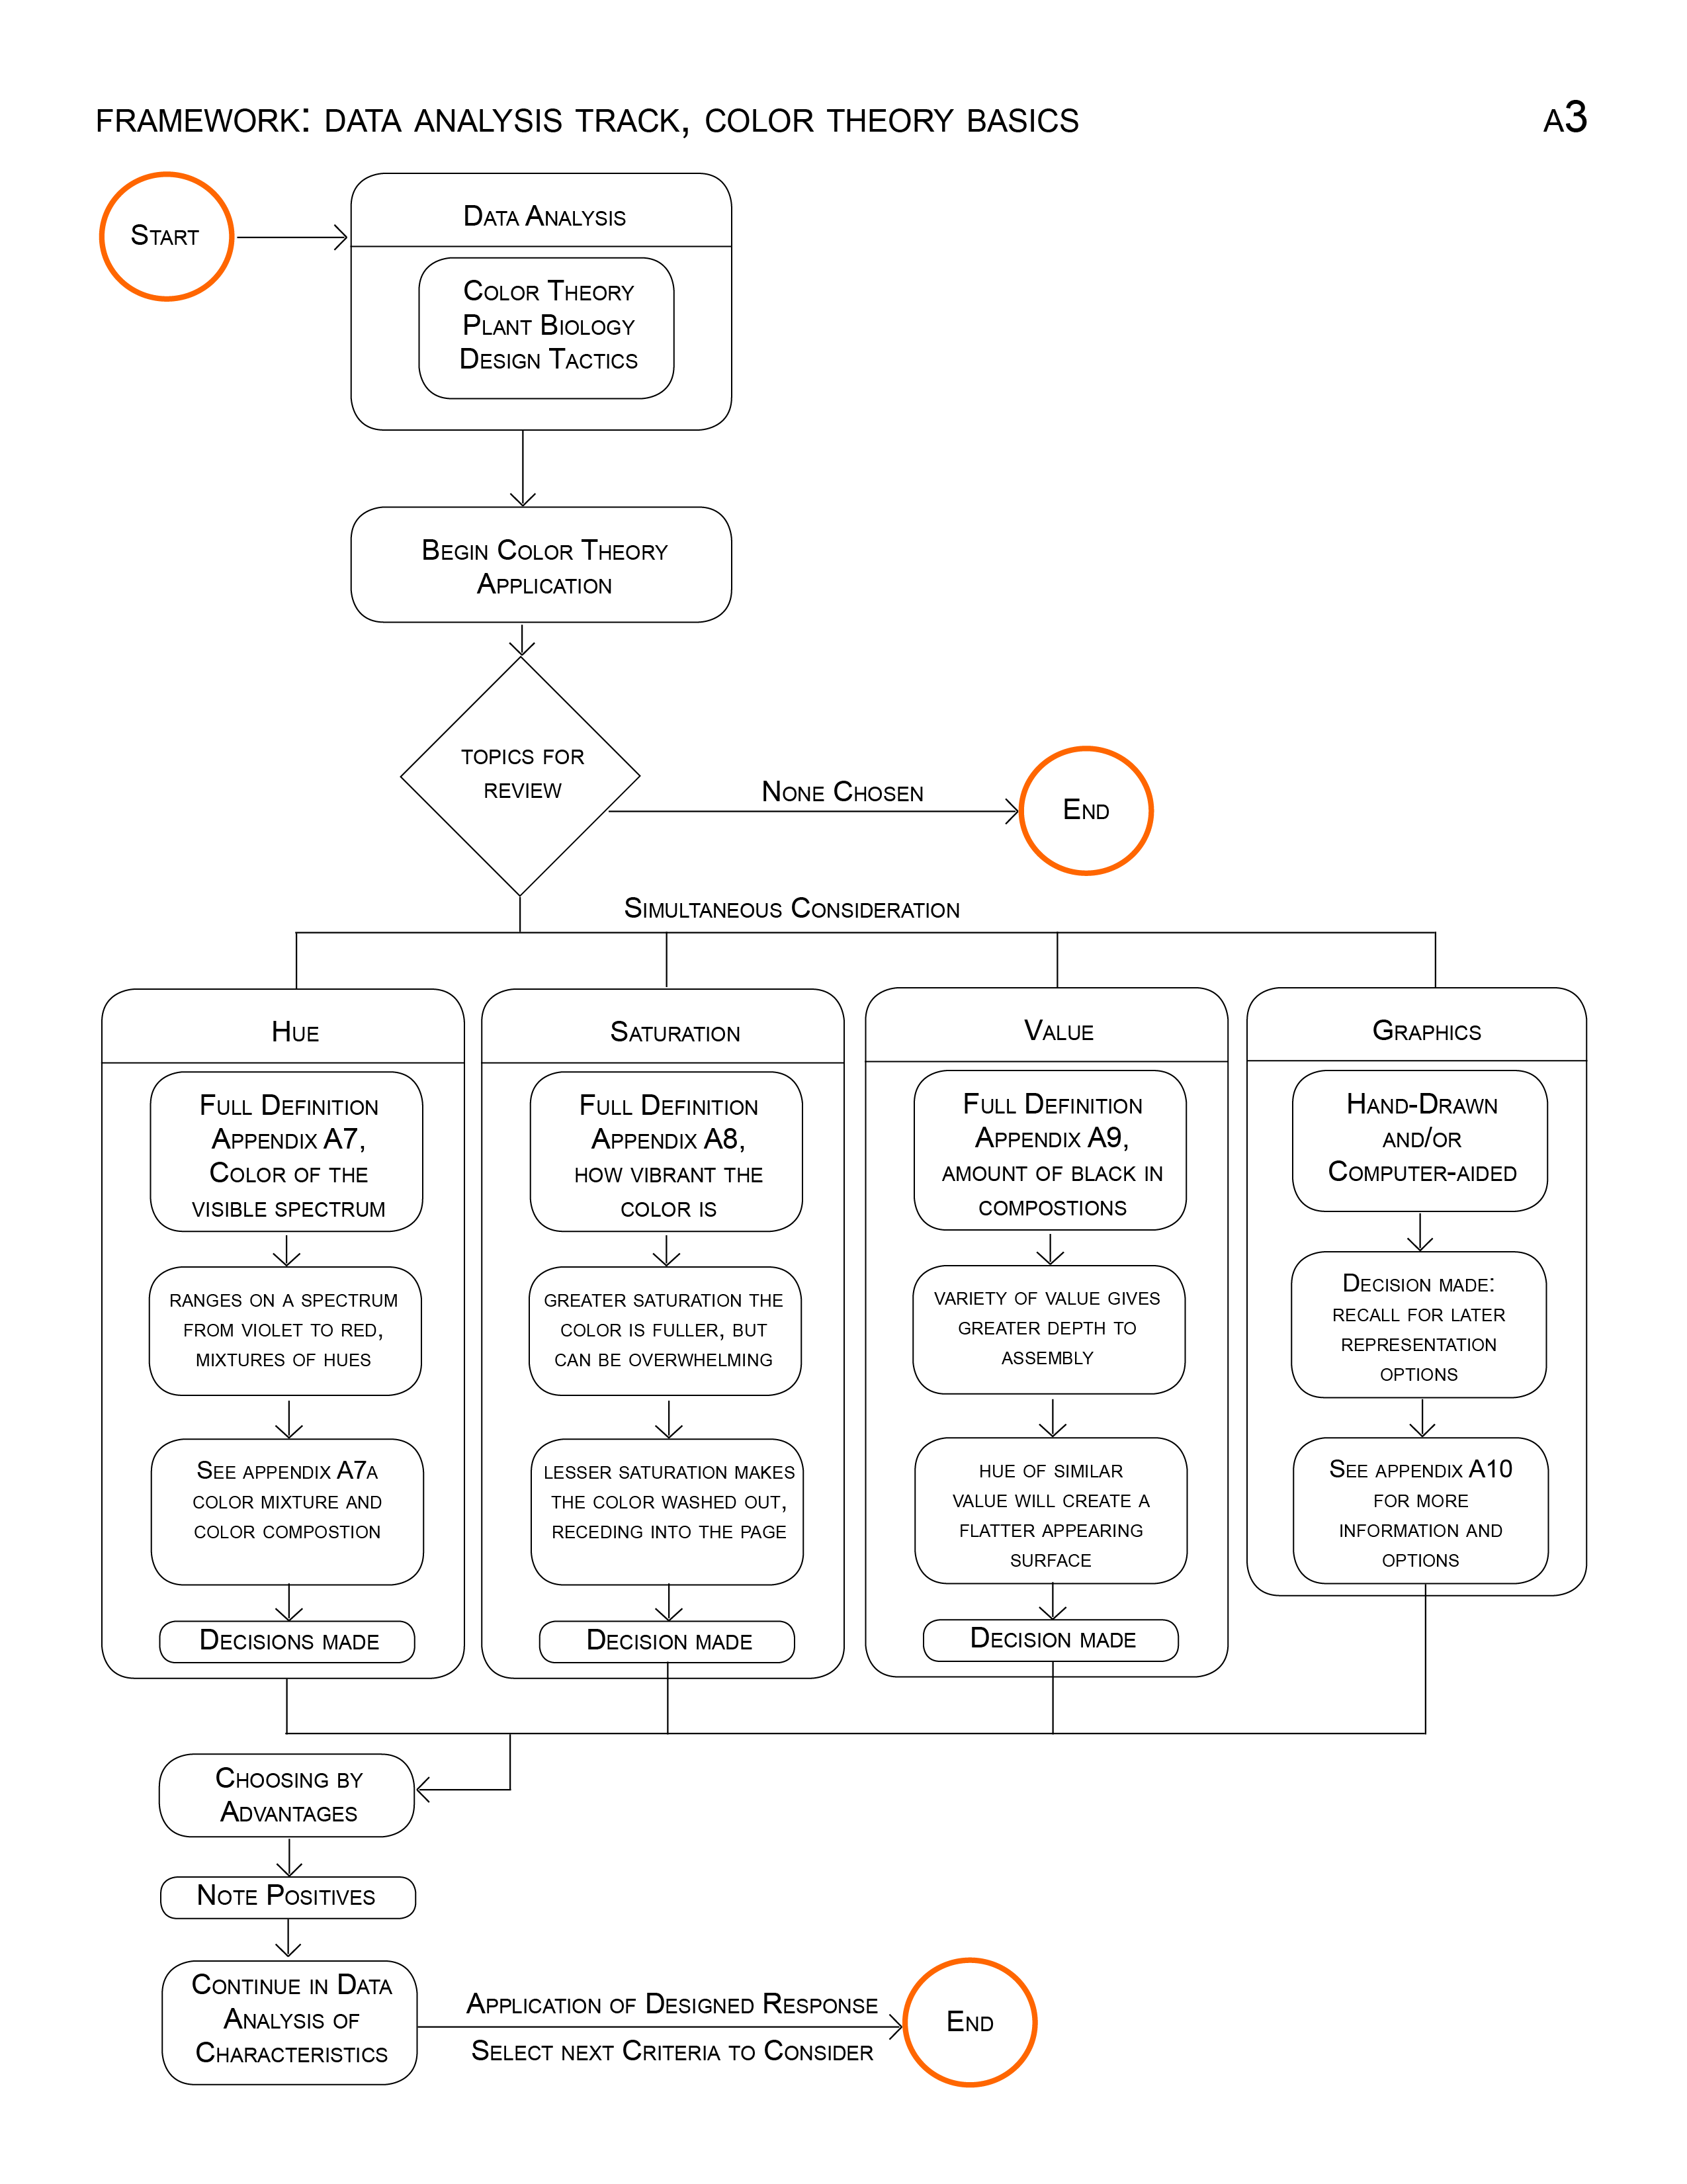 FRAMEWORK: DATA ANALYSIS TRACK, COLOR THEORY BASICS
A3
START
DATA ANALYSIS
COLOR THEORY
PLANT BIOLOGY
DESIGN TACTICS
BEGIN COLOR THEORY
APPLICATION
TOPICS FOR
REVIEW
NONE CHOSEN
END
SIMULTANEOUS CONSIDERATION
HUE
FULL DEFINITION
APPENDIX A7,
COLOR OF THE
VISIBLE SPECTRUM
RANGES ON A SPECTRUM
FROM VIOLET TO RED,
MIXTURES OF HUES
SEE APPENDIX A7A
COLOR MIXTURE AND
COLOR COMPOSTION
DECISIONS MADE
SATURATION
FULL DEFINITION
APPENDIX A8,
HOW VIBRANT THE
COLOR IS
GREATER SATURATION THE
COLOR IS FULLER, BUT
CAN BE OVERWHELMING
LESSER SATURATION MAKES
THE COLOR WASHED OUT,
RECEDING INTO THE PAGE
DECISION MADE
VALUE
FULL DEFINITION
APPENDIX A9,
AMOUNT OF BLACK IN
COMPOSTIONS
VARIETY OF VALUE GIVES
GREATER DEPTH TO
ASSEMBLY
HUE OF SIMILAR
VALUE WILL CREATE A
FLATTER APPEARING
SURFACE
DECISION MADE
GRAPHICS
HAND-DRAWN
AND/OR
COMPUTER-AIDED
DECISION MADE:
RECALL FOR LATER
REPRESENTATION
OPTIONS
SEE APPENDIX A10
FOR MORE
INFORMATION AND
OPTIONS
CHOOSING BY
ADVANTAGES
NOTE POSITIVES
CONTINUE IN DATA
ANALYSIS OF
CHARACTERISTICS
APPLICATION OF DESIGNED RESPONSE
SELECT NEXT CRITERIA TO CONSIDER
END